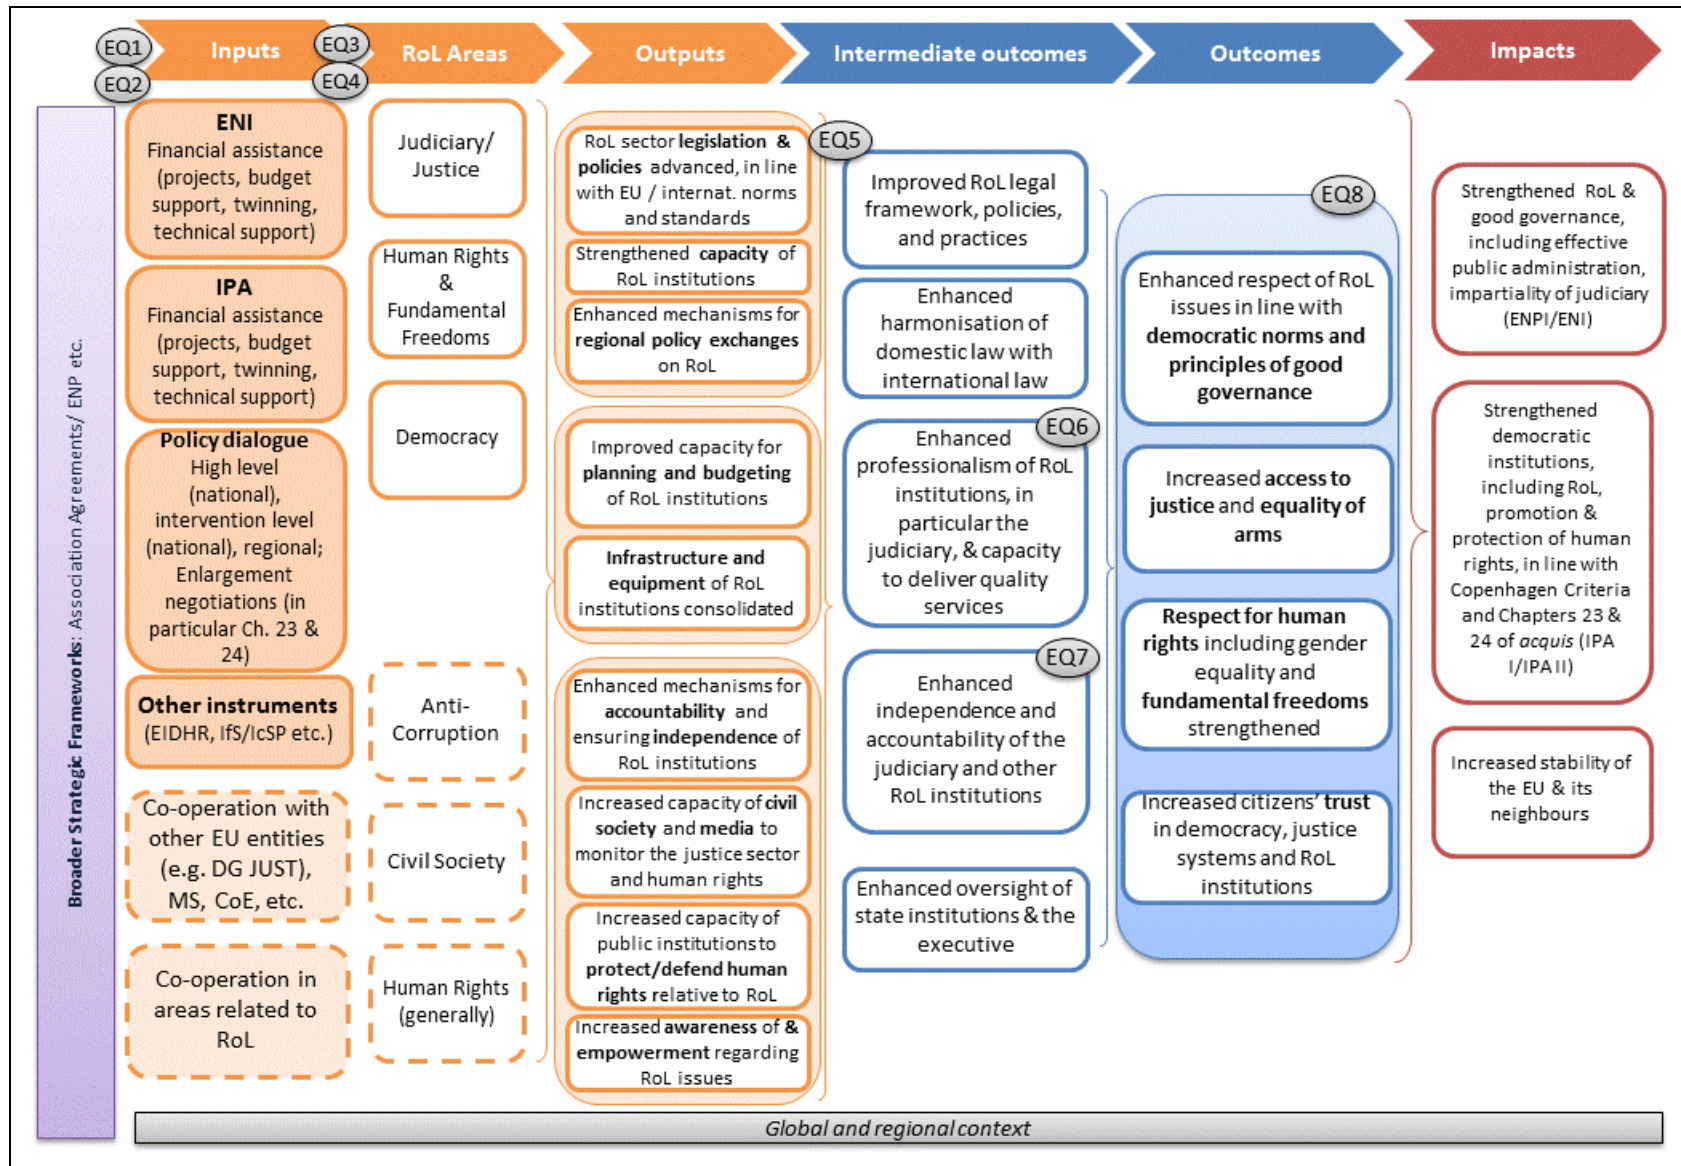 EQ1
EQ2
Inputs
EQ3
EQ4
RoL Areas
Outputs
Intermediate outcomes
Outcomes
Impacts
Broader Strategic Frameworks: Association Agreements/ ENP etc.
ENI
Financial assistance
(projects, budget
support, twinning,
technical support)
IPA
Financial assistance
(projects, budget
support, twinning,
technical support)
Policy dialogue
High level
(national),
intervention level
(national), regional;
Enlargement
negotiations (in
particular Ch. 23 &
24)
Other instruments
(EIDHR, IfS/IcSP etc.)
Co-operation with
other EU entities
(e.g. DG JUST),
MS, CoE, etc.
Co-operation in
areas related to
RoL
Judiciary/
Justice
Human Rights
&
Fundamental
Freedoms
Democracy
Anti-
Corruption
Civil Society
Human Rights
(generally)
RoL sector legislation &
policies advanced, in line
with EU / internat. norms
and standards
Strengthened capacity of
RoL institutions
Enhanced mechanisms for
regional policy exchanges
on RoL
Improved capacity for
planning and budgeting
of RoL institutions
Infrastructure and
equipment of RoL
institutions consolidated
Enhanced mechanisms for
accountability and
ensuring independence of
RoL institutions
Increased capacity of civil
society and media to
monitor the justice sector
and human rights
Increased capacity of
public institutions to
protect/defend human
rights relative to RoL
Increased awareness of &
empowerment regarding
RoL issues
EQ5
Improved RoL legal
framework, policies,
and practices
Enhanced
harmonisation of
domestic law with
international law
EQ6
Enhanced
professionalism of RoL
institutions, in
particular the
judiciary, & capacity
to deliver quality
services
EQ7
Enhanced
independence and
accountability of the
judiciary and other
RoL institutions
Enhanced oversight of
state institutions & the
executive
EQ8
Enhanced respect of RoL
issues in line with
democratic norms and
principles of good
governance
Increased access to
justice and equality of
arms
Respect for human
rights including gender
equality and
fundamental freedoms
strengthened
Increased citizens' trust
in democracy, justice
systems and RoL
institutions
Strengthened RoL &
good governance,
including effective
public administration,
impartiality of judiciary
(ENPI/ENI)
Strengthened
democratic
institutions,
including RoL,
promotion &
protection of human
rights, in line with
Copenhagen Criteria
and Chapters 23 &
24 of acquis (IPA
I/IPA II)
Increased stability of
the EU & its
neighbours
Global and regional context